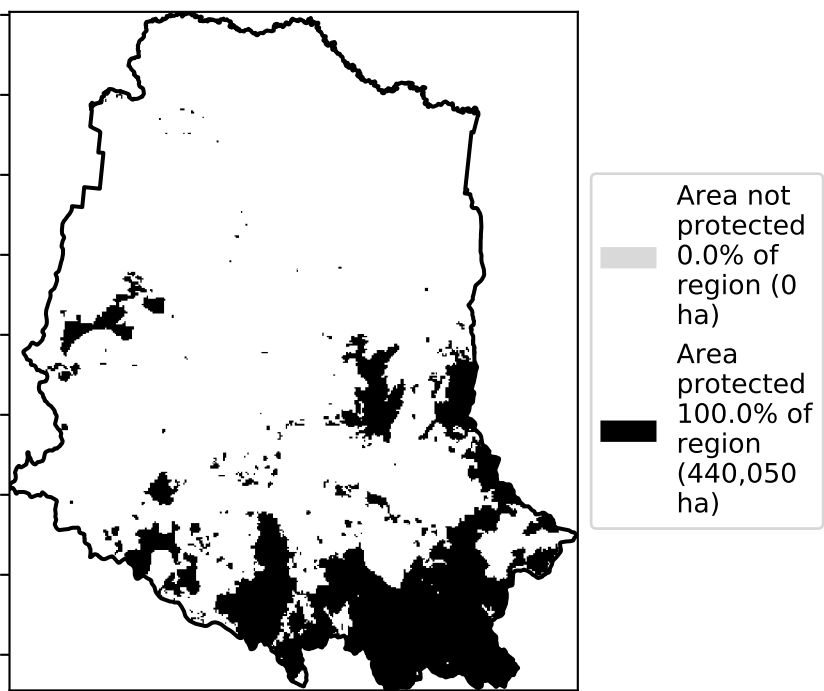 Area not
protected
0.0% of
region (0
ha)
Area
protected
100.0% of
region
(440,050
ha)